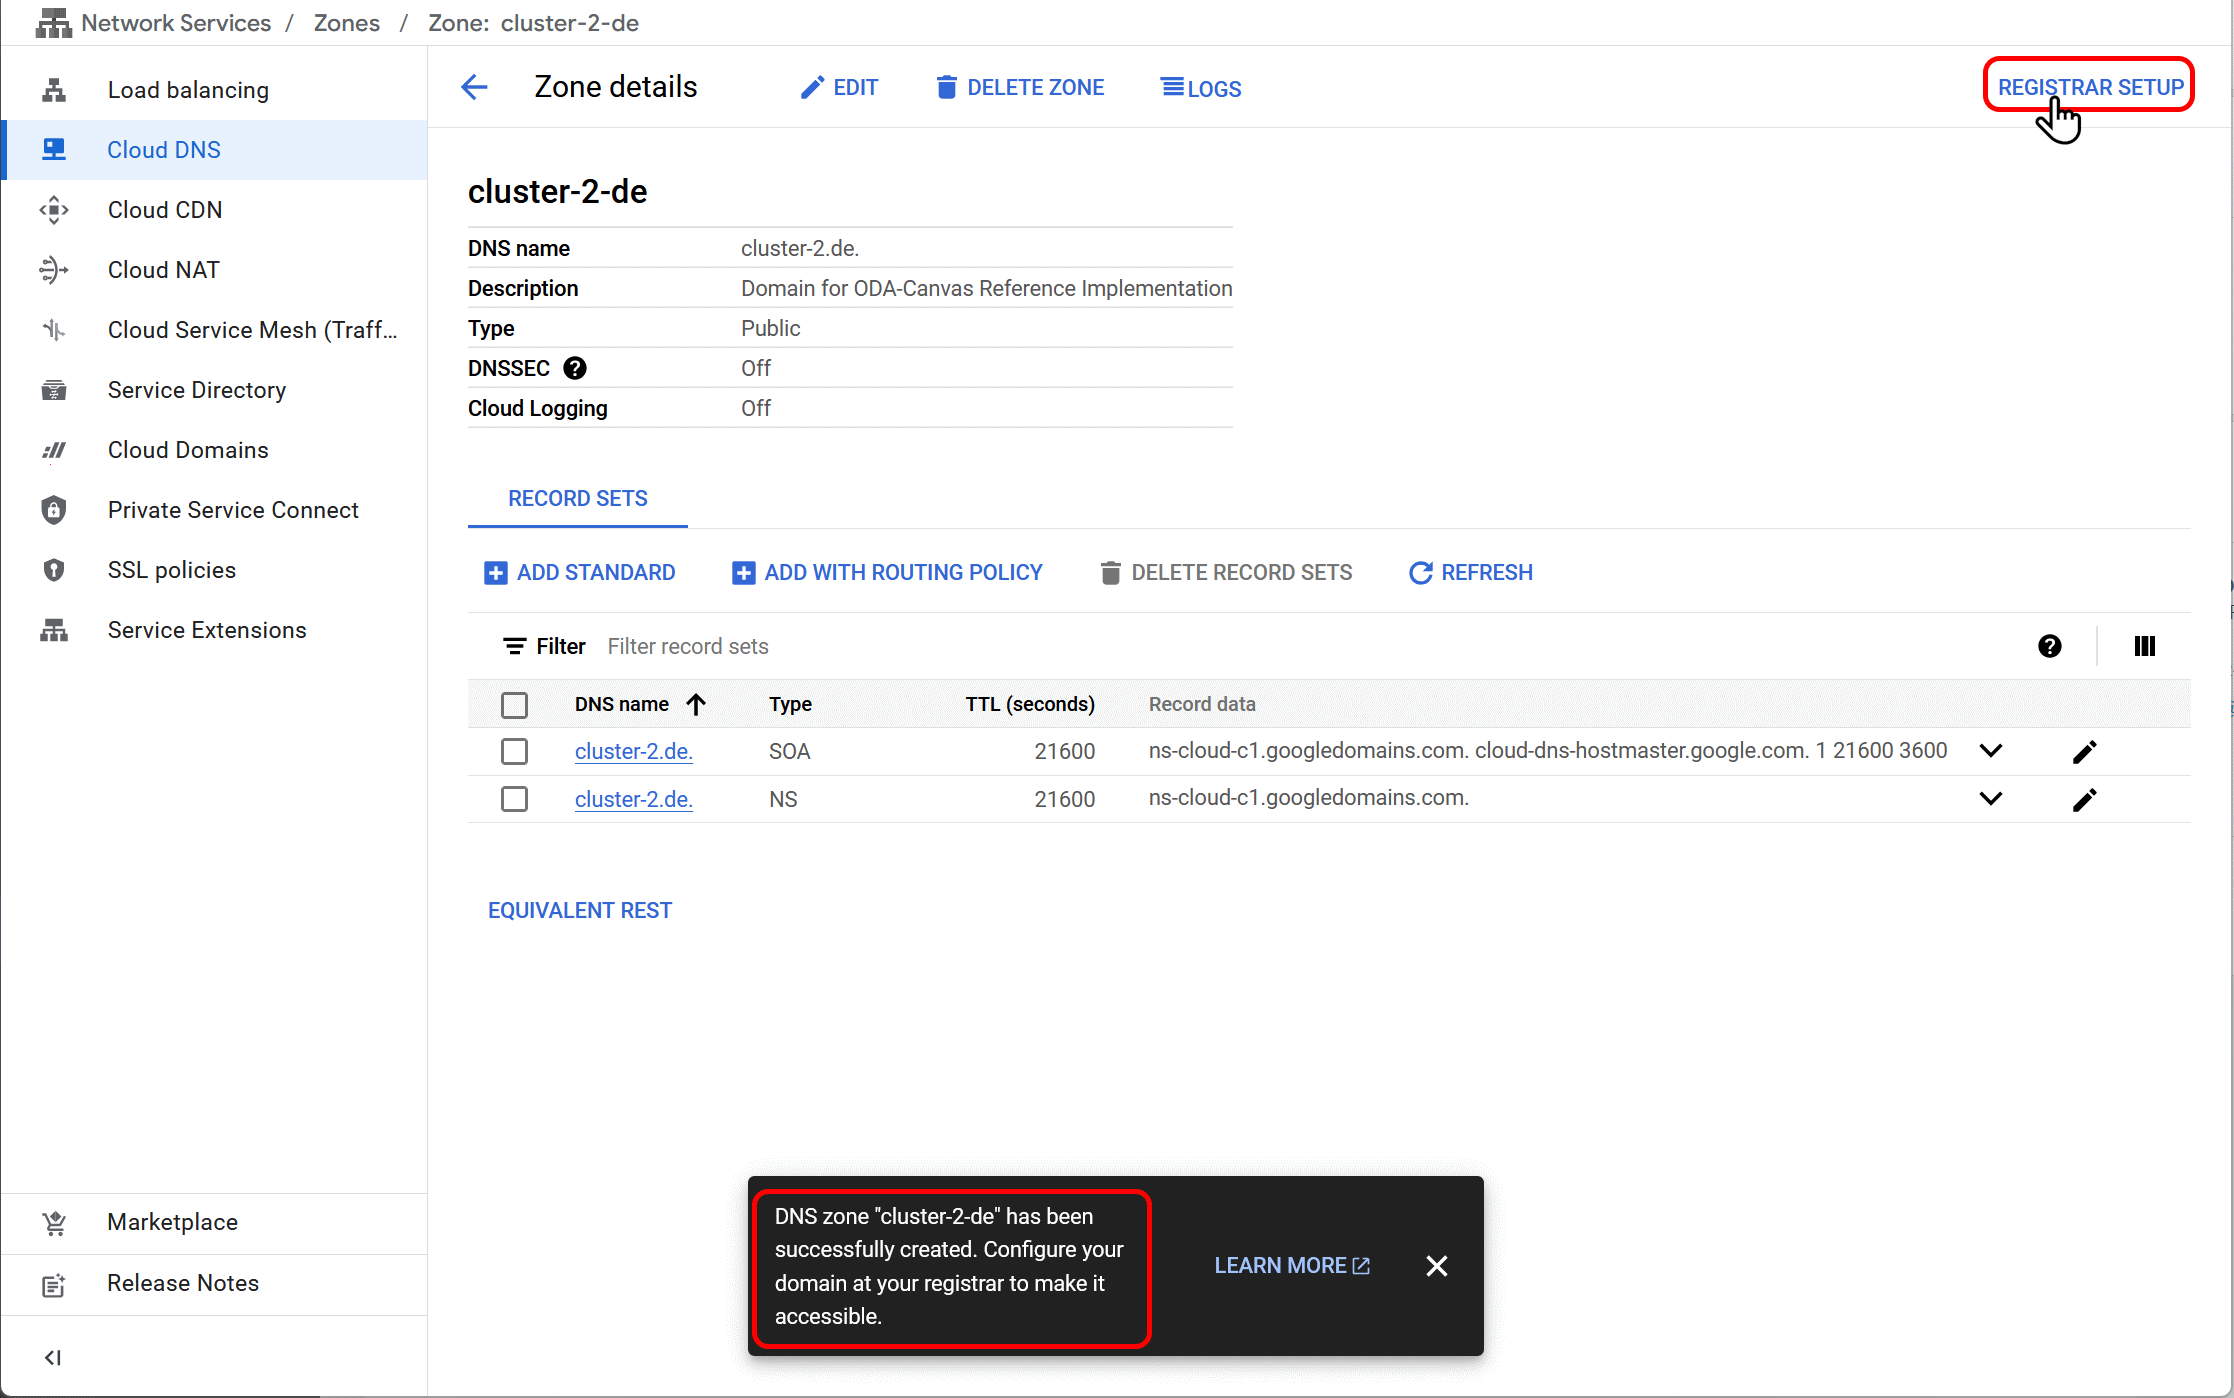 Network Services / Zones / Zone: cluster-2-de
Load balancing
Cloud DNS
Cloud CDN
Cloud NAT
Cloud Service Mesh (Traff...
Service Directory
Cloud Domains
Private Service Connect
SSL policies
Service Extensions
Marketplace
Release Notes
Zone details EDIT DELETE ZONE LOGS REGISTRAR SETUP
cluster-2-de
DNS name cluster-2.de.
Description Domain for ODA-Canvas Reference Implementation
Type Public
DNSSEC ? Off
Cloud Logging Off
RECORD SETS
ADD STANDARD ADD WITH ROUTING POLICY DELETE RECORD SETS REFRESH
Filter Filter record sets ?
DNS name Type TTL (seconds) Record data
cluster-2.de. SOA 21600 ns-cloud-c1.googledomains.com. cloud-dns-hostmaster.google.com. 1 21600 3600
cluster-2.de. NS 21600 ns-cloud-c1.googledomains.com.
EQUIVALENT REST
DNS zone "cluster-2-de" has been
successfully created. Configure your
domain at your registrar to make it
accessible.
LEARN MORE